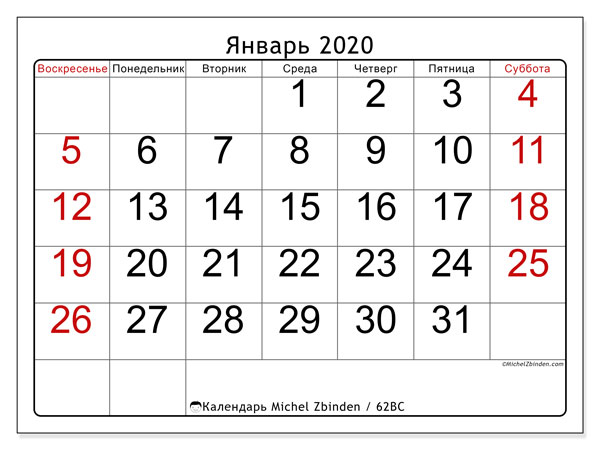 Январь 2020
Воскресенье Понедельник Вторник Среда Четверг Пятница Суббота
1 2 3 4
5 6 7 8 9 10 11
12 13 14 15 16 17 18
19 20 21 22 23 24 25
26 27 28 29 30 31
©MichelZbinden.com
Календарь Michel Zbinden / 62ВС